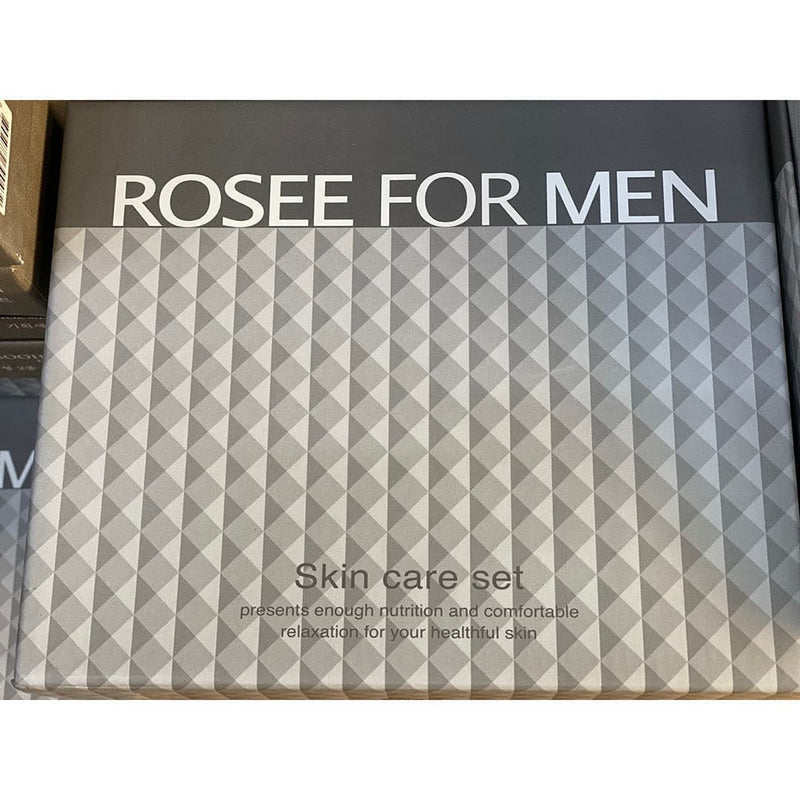 ROSEE FOR MEN
Skin care set
presents enough nutrition and comfortable
relaxation for your healthful skin
M